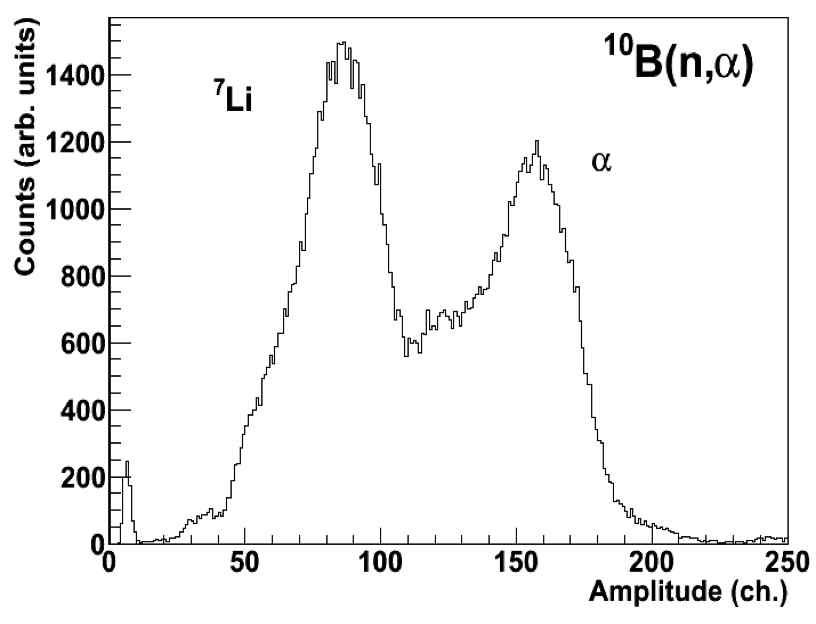 ¹⁰B(n,α)
⁷Li
α
Counts (arb. units)
1400
1200
1000
800
600
400
200
0
0 50 100 150 200 250
Amplitude (ch.)